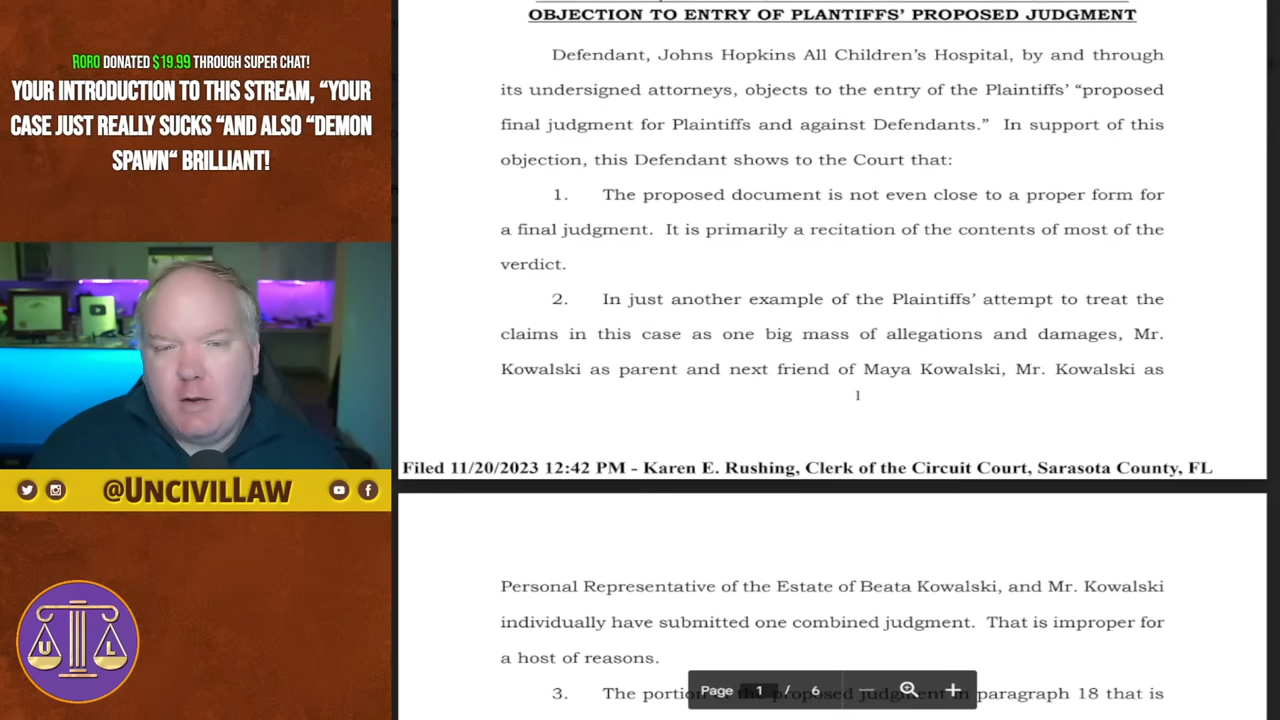 RORO DONATED $19.99 THROUGH SUPER CHAT!
YOUR INTRODUCTION TO THIS STREAM, “YOUR
CASE JUST REALLY SUCKS “AND ALSO “DEMON
SPAWN“ BRILLIANT!
@UNCIVILLAW
U L
OBJECTION TO ENTRY OF PLANTIFFS’ PROPOSED JUDGMENT
Defendant, Johns Hopkins All Children’s Hospital, by and through
its undersigned attorneys, objects to the entry of the Plaintiffs’ “proposed
final judgment for Plaintiffs and against Defendants.” In support of this
objection, this Defendant shows to the Court that:
1. The proposed document is not even close to a proper form for
a final judgment. It is primarily a recitation of the contents of most of the
verdict.
2. In just another example of the Plaintiffs’ attempt to treat the
claims in this case as one big mass of allegations and damages, Mr.
Kowalski as parent and next friend of Maya Kowalski, Mr. Kowalski as
1
Filed 11/20/2023 12:42 PM - Karen E. Rushing, Clerk of the Circuit Court, Sarasota County, FL
Personal Representative of the Estate of Beata Kowalski, and Mr. Kowalski
individually have submitted one combined judgment. That is improper for
a host of reasons.
3. The portion the proposed judgment in paragraph 18 that is
Page 1 / 6